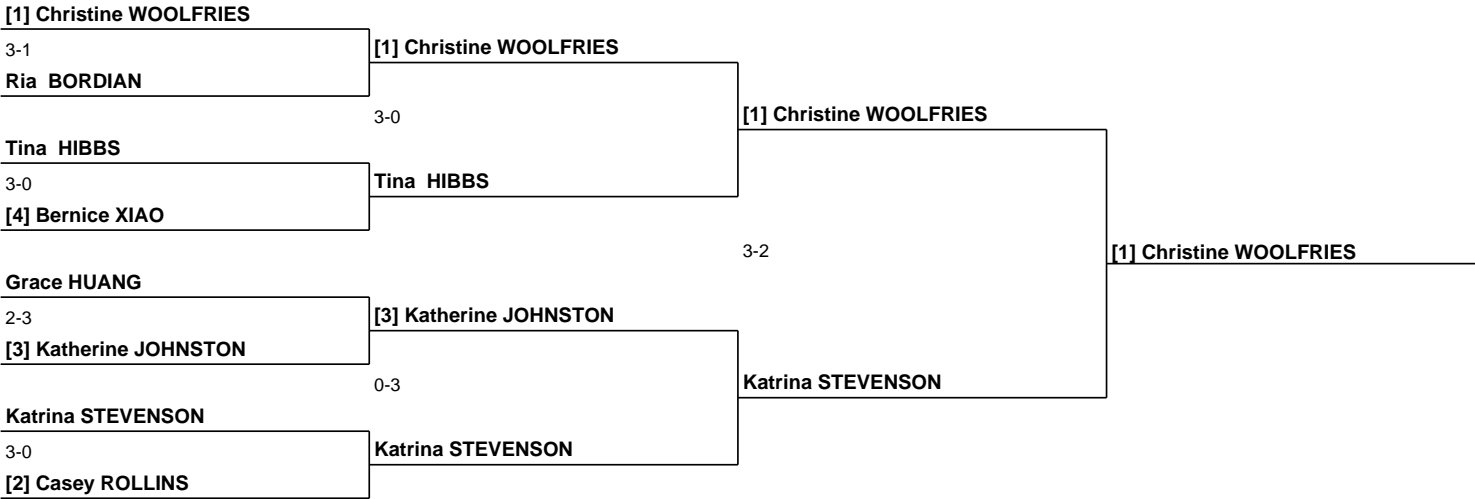 [1] Christine WOOLFRIES
3-1
Ria BORDIAN
[1] Christine WOOLFRIES
3-0
Tina HIBBS
3-0
[4] Bernice XIAO
Tina HIBBS
[1] Christine WOOLFRIES
3-2
Grace HUANG
2-3
[3] Katherine JOHNSTON
[3] Katherine JOHNSTON
0-3
Katrina STEVENSON
3-0
[2] Casey ROLLINS
Katrina STEVENSON
Katrina STEVENSON
[1] Christine WOOLFRIES